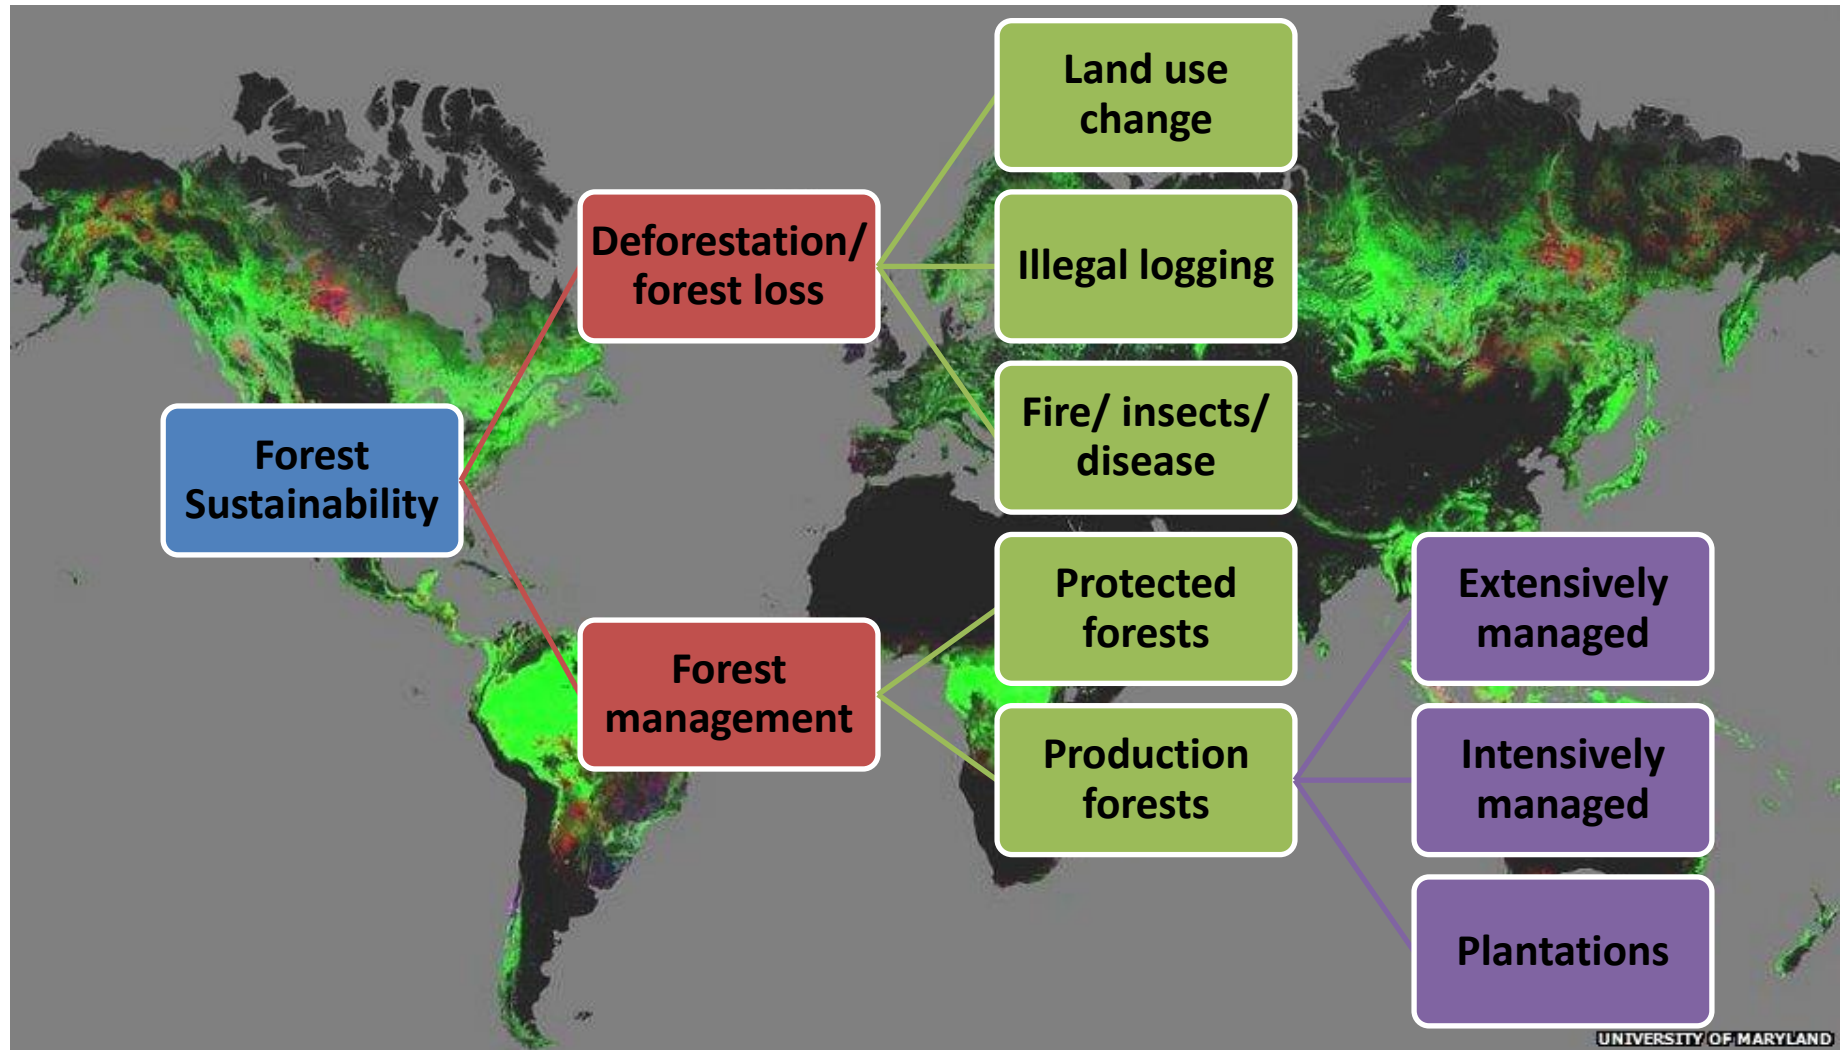 Land use
change
Deforestation/
forest loss
Illegal logging
Fire/ insects/
disease
Forest
Sustainability
Protected
forests
Extensively
managed
Forest
management
Production
forests
Intensively
managed
Plantations
UNIVERSITY OF MARYLAND